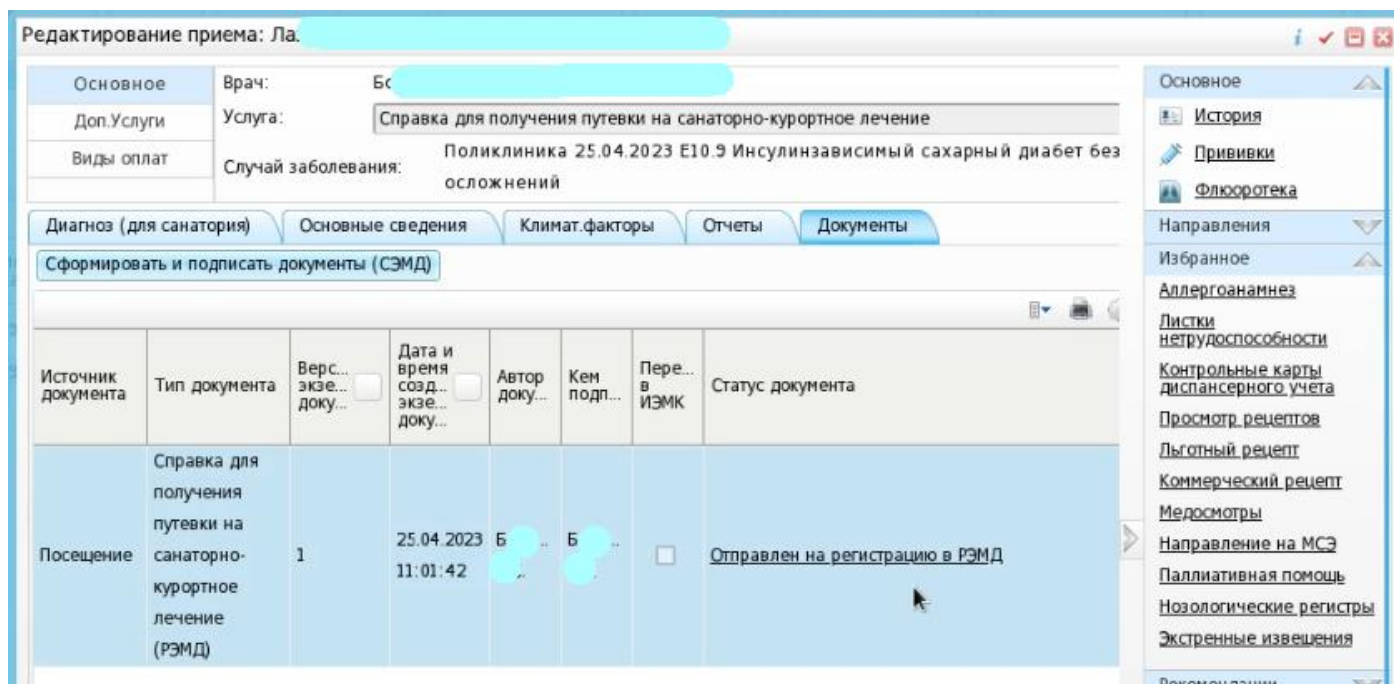 Редактирование приема: Ла.
Основное
Доп.Услуги
Виды оплат
Врач: Бо
Услуга: Справка для получения путевки на санаторно-курортное лечение
Случай заболевания: Поликлиника 25.04.2023 E10.9 Инсулинзависимый сахарный диабет без
осложнений
Диагноз (для санатория) Основные сведения Климат.факторы Отчеты Документы
Сформировать и подписать документы (СЭМД)
Источник
документа
Тип документа
Верс...
экзе...
доку...
Дата и
время
созд...
экзе...
доку...
Автор
доку...
Кем
подп...
Пере...
в
ИЭМК
Статус документа
Посещение
Справка для
получения
путевки на
санаторно-
курортное
лечение
(РЭМД)
1
25.04.2023
11:01:42
Б ..
Б ..
Отправлен на регистрацию в РЭМД
Основное
История
Прививки
Флюоротека
Направления
Избранное
Аллергоанамнез
Листки
нетрудоспособности
Контрольные карты
диспансерного учета
Просмотр рецептов
Льготный рецепт
Коммерческий рецепт
Медосмотры
Направление на МСЭ
Паллиативная помощь
Нозологические регистры
Экстренные извещения
Рекомендации